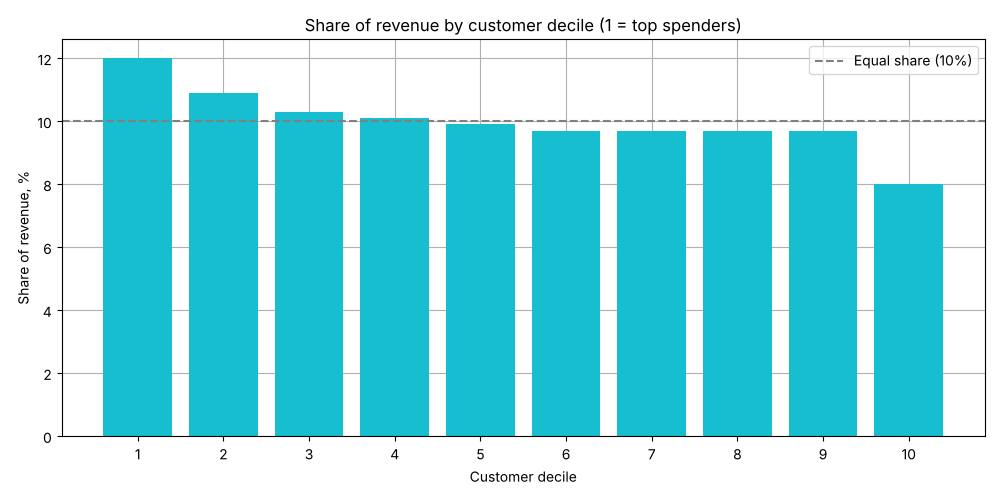 Share of revenue by customer decile (1 = top spenders)
Equal share (10%)
Share of revenue, %
12
10
8
6
4
2
0
1 2 3 4 5 6 7 8 9 10
Customer decile